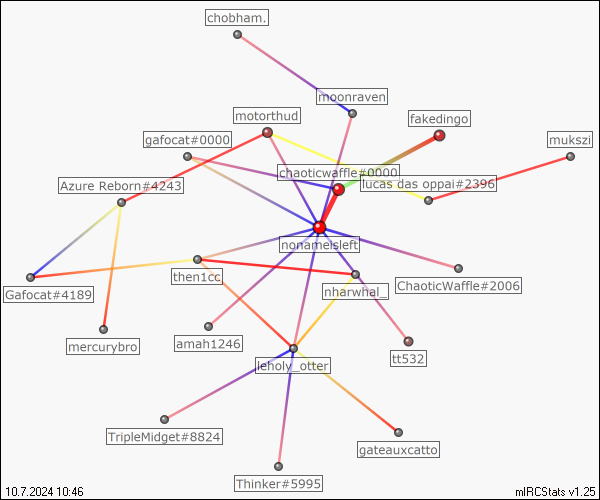 chobham.
moonraven
motorthud
fakedingo
gafocat#0000
mukszi
chaoticwaffle#0000
Azure Reborn#4243
lucas das oppai#2396
nonameisleft
then1cc
ChaoticWaffle#2006
Gafocat#4189
nharwhal_
mercurybro
amah1246
tt532
leholy_otter
TripleMidget#8824
gateauxcatto
Thinker#5995
10.7.2024 10:46
mIRCStats v1.25